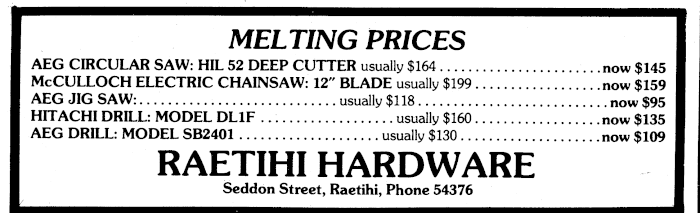 MELTING PRICES
AEG CIRCULAR SAW: HIL 52 DEEP CUTTER usually $164 . . . . . . . . . . . . . . . . . . . . . . . now $145
McCULLOCH ELECTRIC CHAINSAW: 12" BLADE usually $199 . . . . . . . . . . . . . . . . . now $159
AEG JIG SAW: . . . . . . . . . . . . . . . . . . . . . . . . . . usually $118 . . . . . . . . . . . . . . . . . . . . . . . . . now $95
HITACHI DRILL: MODEL DL1F . . . . . . . . . . . . . . . . . usually $160 . . . . . . . . . . . . . . . . . . . . . . . now $135
AEG DRILL: MODEL SB2401 . . . . . . . . . . . . . . . . . . usually $130 . . . . . . . . . . . . . . . . . . . . . . . . now $109
RAETIHI HARDWARE
Seddon Street, Raetihi, Phone 54376